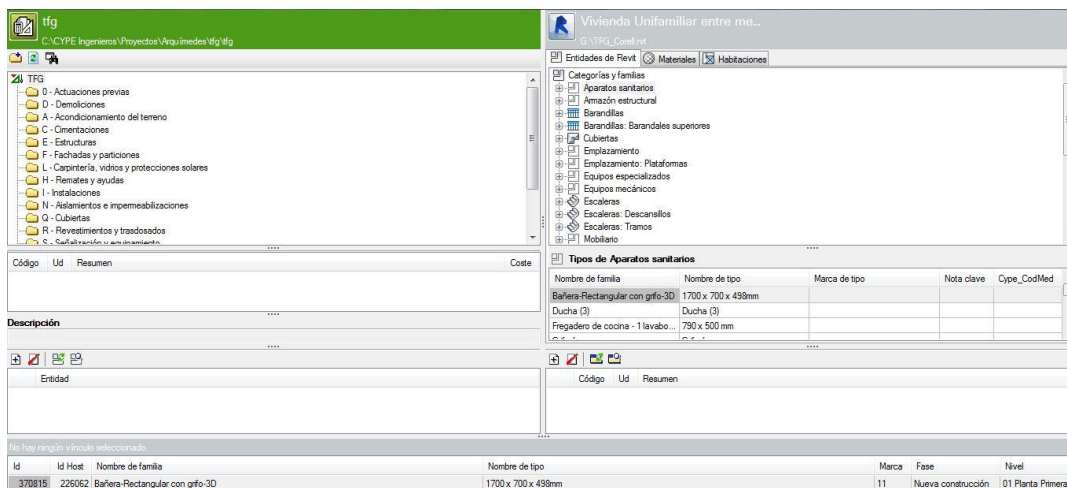 tfg
C:\CYPE Ingenieros\Proyectos\Arquímedes\tfg\tfg
TFG
0 - Actuaciones previas
D - Demoliciones
A - Acondicionamiento del terreno
C - Cimentaciones
E - Estructuras
F - Fachadas y particiones
L - Carpintería, vidrios y protecciones solares
H - Remates y ayudas
I - Instalaciones
N - Aislamientos e impermeabilizaciones
Q - Cubiertas
R - Revestimientos y trasdosados
S - Señalización y equipamiento
Código Ud Resumen Coste
Descripción
Entidad
Vivienda Unifamiliar entre me...
G:\TFG_Corell.rvt
Entidades de Revit Materiales Habitaciones
Categorías y familias
Aparatos sanitarios
Armazón estructural
Barandillas
Barandillas: Barandales superiores
Cubiertas
Emplazamiento
Emplazamiento: Plataformas
Equipos especializados
Equipos mecánicos
Escaleras
Escaleras: Descansillos
Escaleras: Tramos
Mobiliario
Tipos de Aparatos sanitarios
Nombre de familia Nombre de tipo Marca de tipo Nota clave Cype_CodMed
Bañera-Rectangular con grifo-3D 1700 x 700 x 498mm
Ducha (3) Ducha (3)
Fregadero de cocina - 1 lavabo... 790 x 500 mm
Código Ud Resumen
No hay ningún vínculo seleccionado
Id Id Host Nombre de familia Nombre de tipo Marca Fase Nivel
370815 226062 Bañera-Rectangular con grifo-3D 1700 x 700 x 498mm 11 Nueva construcción 01 Planta Primera